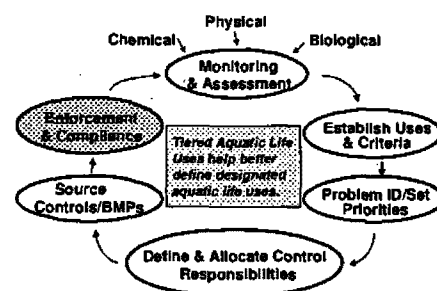 Physical
Chemical
Biological
Monitoring
& Assessment
Enforcement
& Compliance
Tiered Aquatic Life
Uses help better
define designated
aquatic life uses.
Establish Uses
& Criteria
Source
Controls/BMPs
Problem ID/Set
Priorities
Define & Allocate Control
Responsibilities